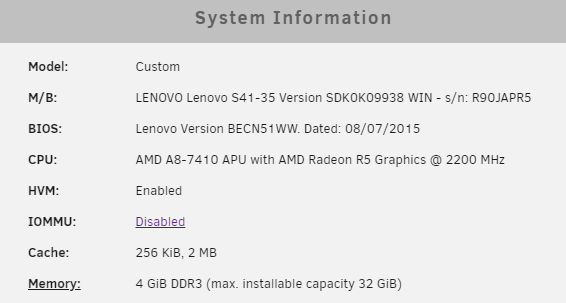 System Information
Model: Custom
M/B: LENOVO Lenovo S41-35 Version SDK0K09938 WIN - s/n: R90JAPR5
BIOS: Lenovo Version BECN51WW. Dated: 08/07/2015
CPU: AMD A8-7410 APU with AMD Radeon R5 Graphics @ 2200 MHz
HVM: Enabled
IOMMU: Disabled
Cache: 256 KiB, 2 MB
Memory: 4 GiB DDR3 (max. installable capacity 32 GiB)